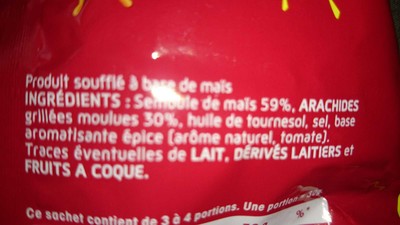 Produit soufflé à base de maïs
INGRÉDIENTS : Semoule de maïs 59%, ARACHIDES
grillées moulues 30%, huile de tournesol, sel, base
aromatisante épice (arôme naturel, tomate).
Traces éventuelles de LAIT, DÉRIVÉS LAITIERS et
FRUITS A COQUE.
Ce sachet contient de 3 à 4 portions. Une portion